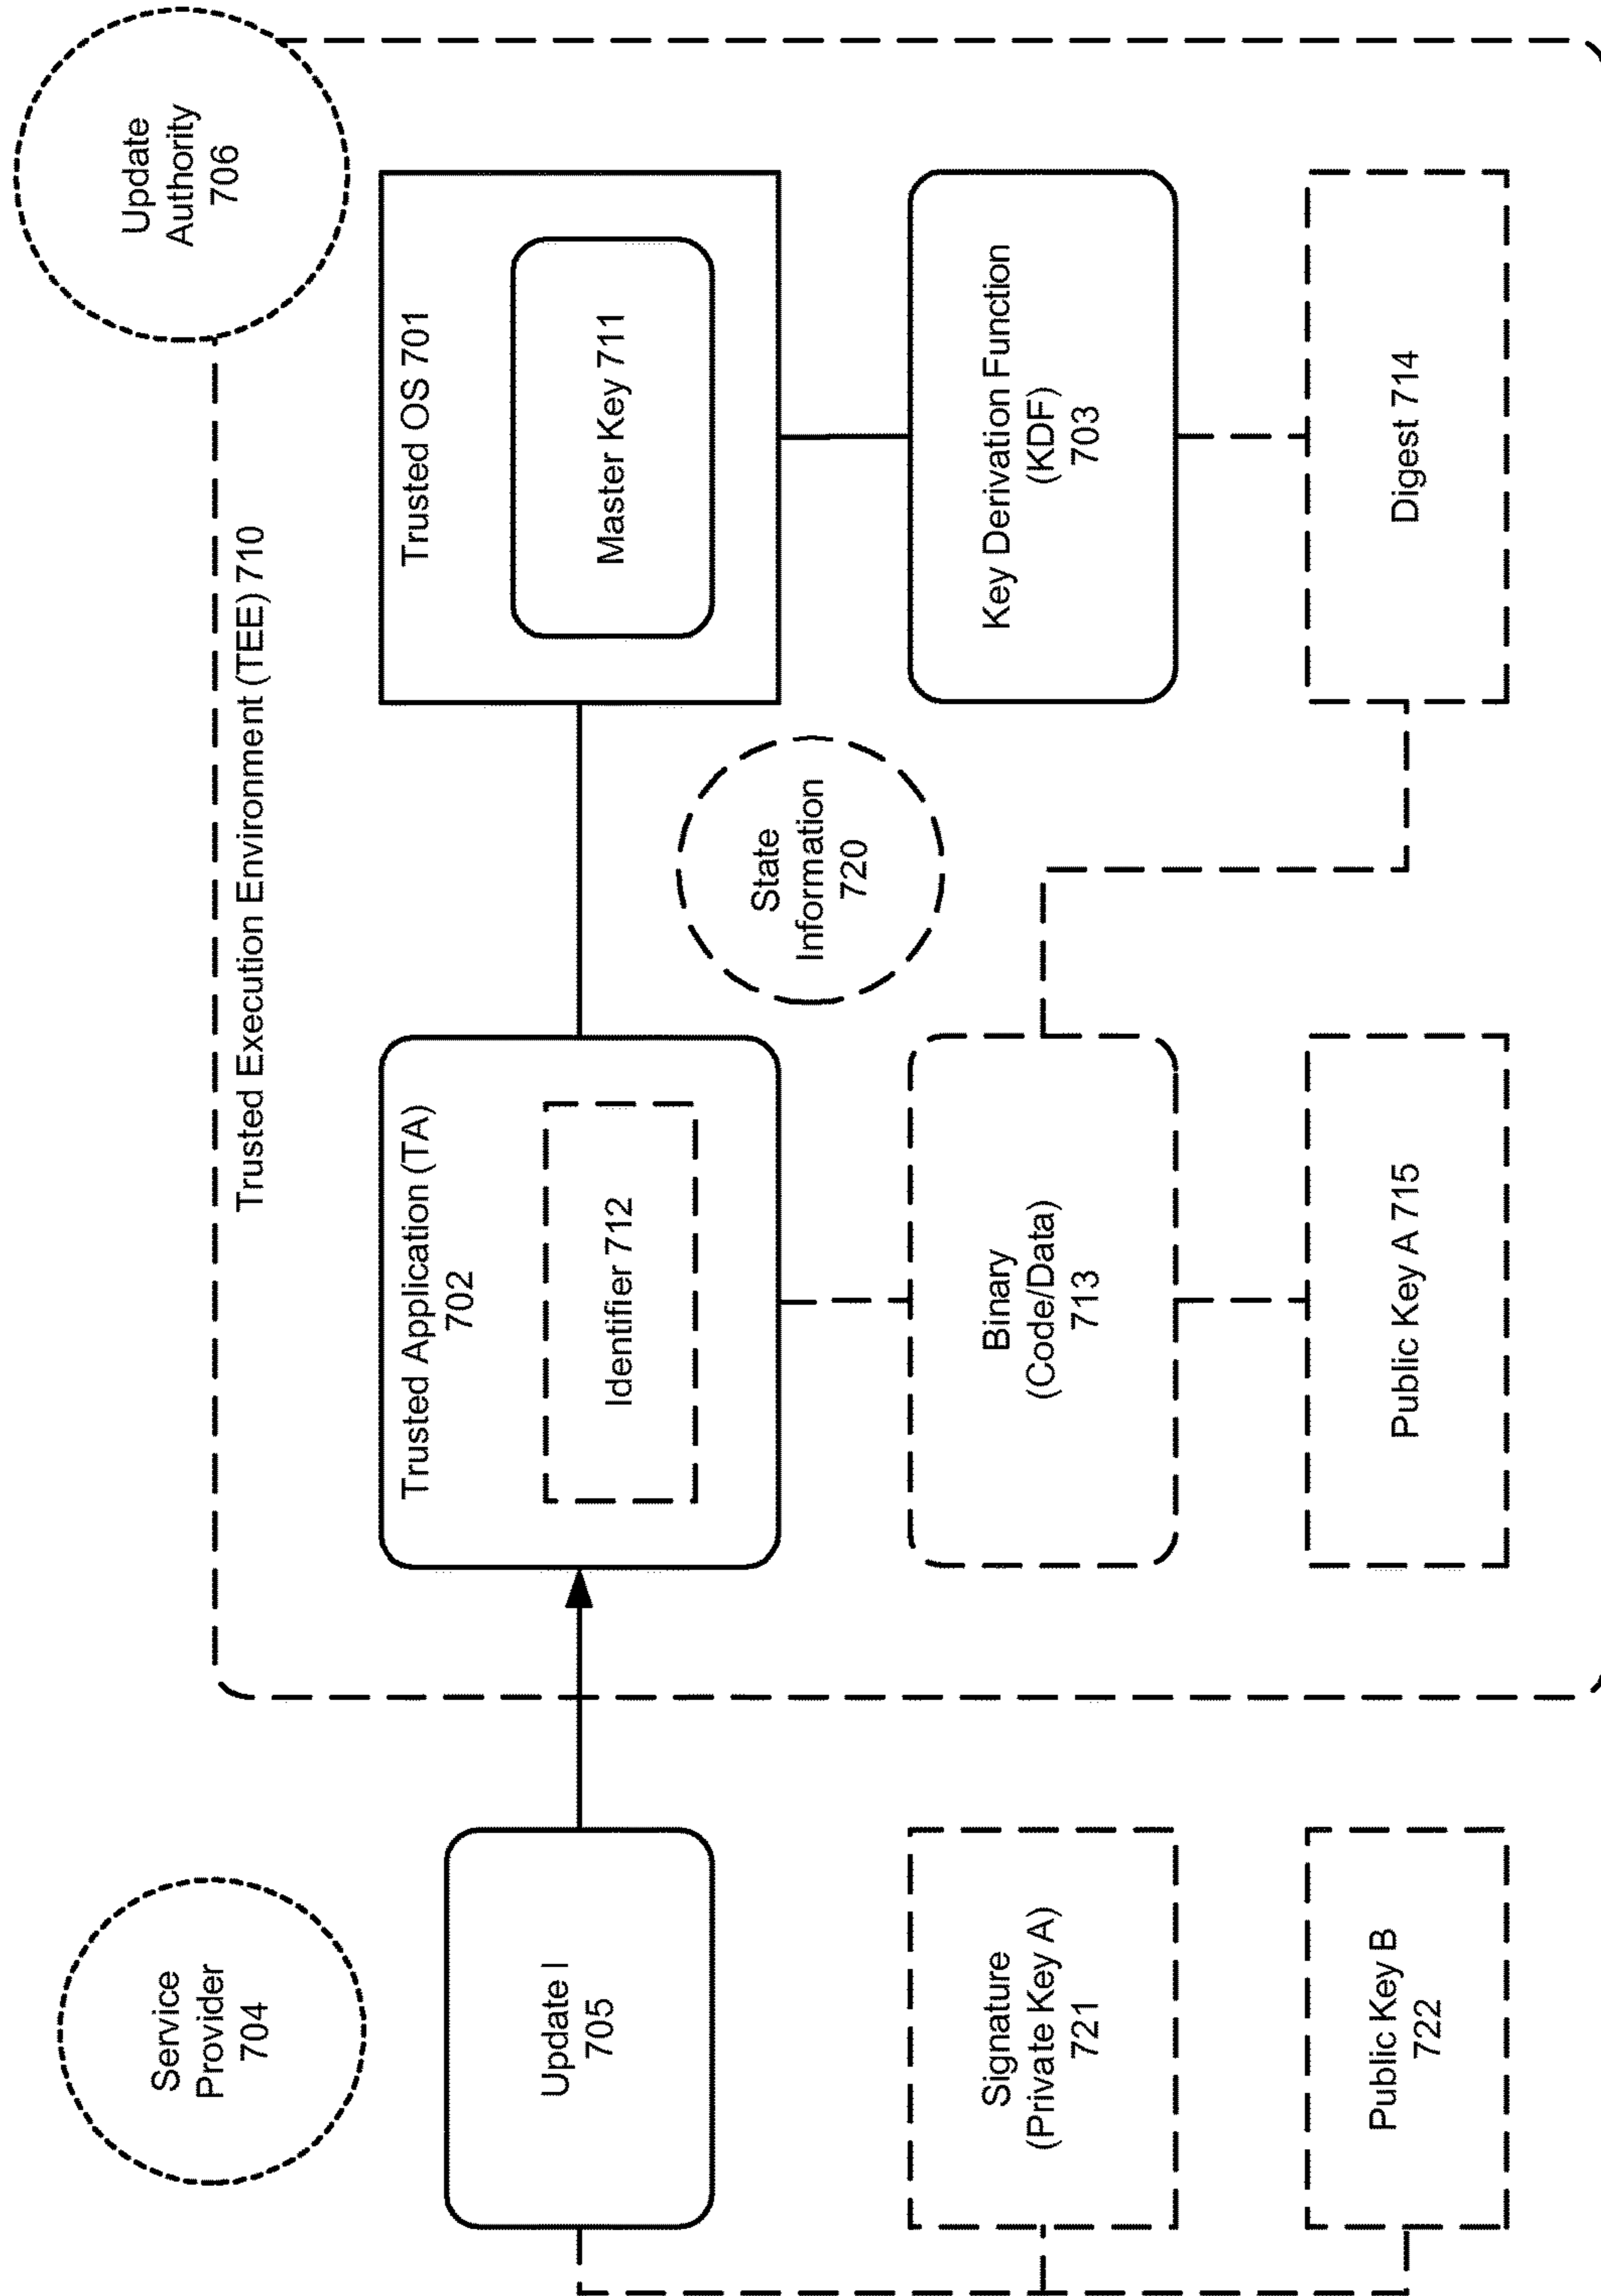 Service
Provider
704
Update
Authority
706
Trusted Execution Environment (TEE) 710
Update I
705
Trusted Application (TA)
702
Identifier 712
Trusted OS 701
Master Key 711
State
Information
720
Signature
(Private Key A)
721
Binary
(Code/Data)
713
Key Derivation Function
(KDF)
703
Public Key B
722
Public Key A 715
Digest 714